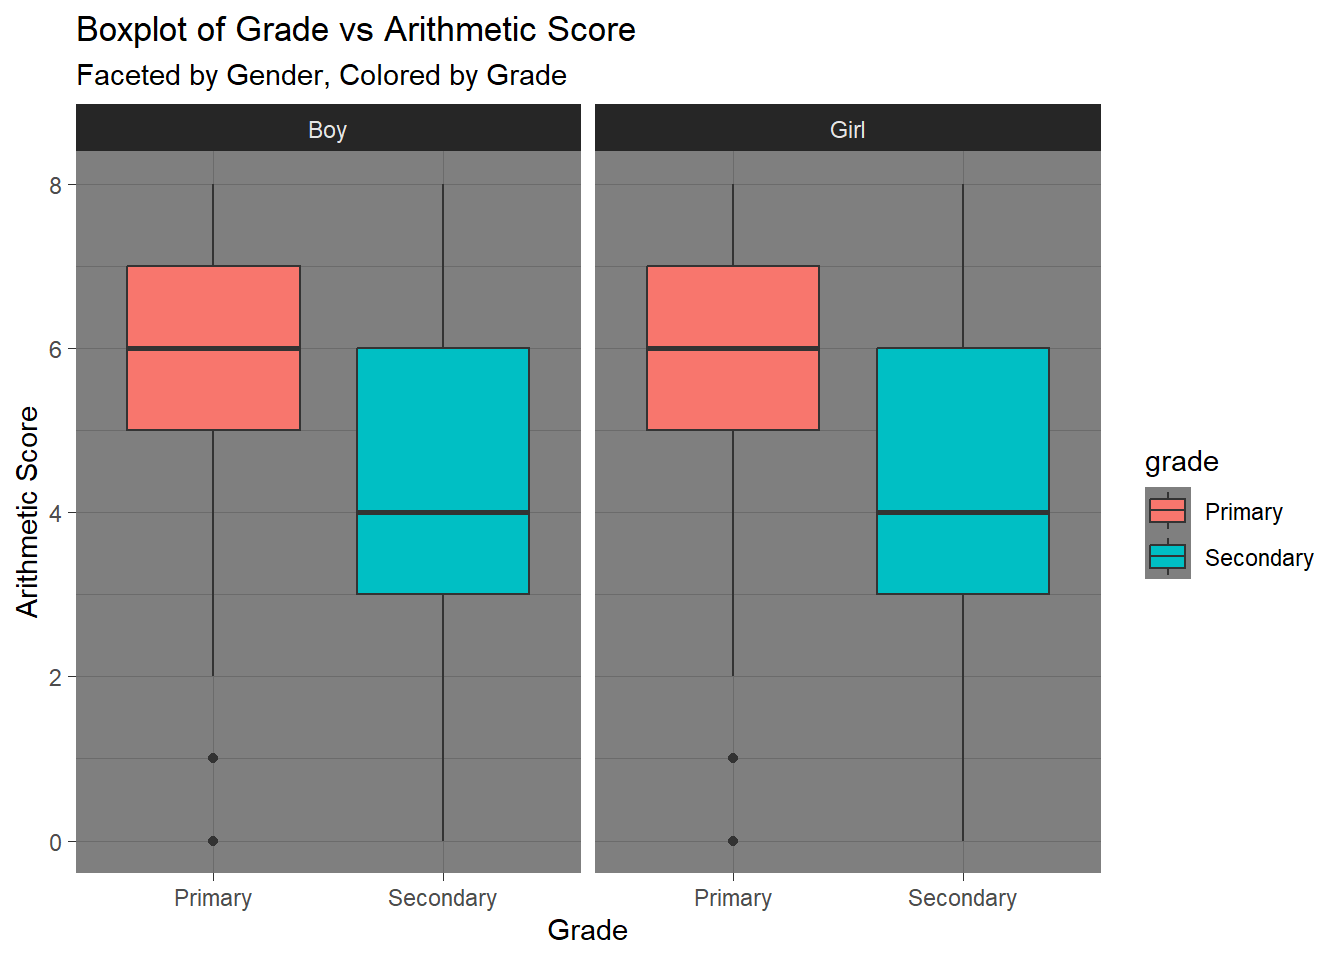 Boxplot of Grade vs Arithmetic Score
Faceted by Gender, Colored by Grade
Boy
Girl
8
6
4
2
0
Arithmetic Score
Primary
Secondary
Primary
Secondary
Grade
grade
Primary
Secondary